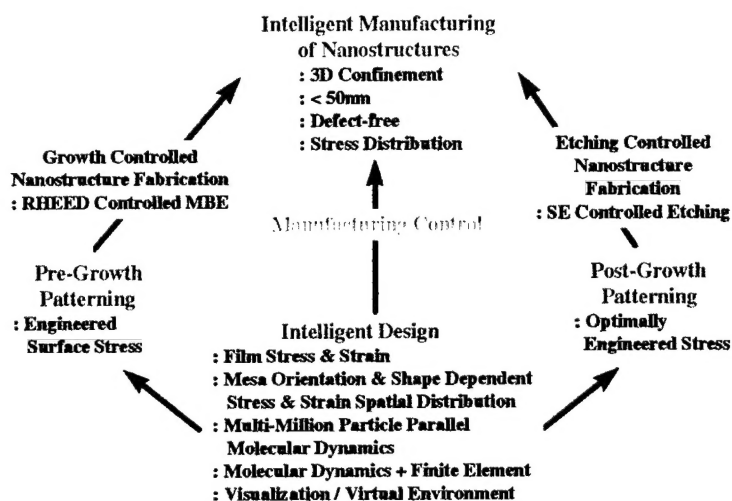 Intelligent Manufacturing
of Nanostructures
: 3D Confinement
: < 50nm
: Defect-free
: Stress Distribution
Growth Controlled
Nanostructure Fabrication
: RHEED Controlled MBE
Etching Controlled
Nanostructure
Fabrication
: SE Controlled Etching
Manufacturing Control
Pre-Growth
Patterning
: Engineered
Surface Stress
Post-Growth
Patterning
: Optimally
Engineered Stress
Intelligent Design
: Film Stress & Strain
: Mesa Orientation & Shape Dependent
Stress & Strain Spatial Distribution
: Multi-Million Particle Parallel
Molecular Dynamics
: Molecular Dynamics + Finite Element
: Visualization / Virtual Environment